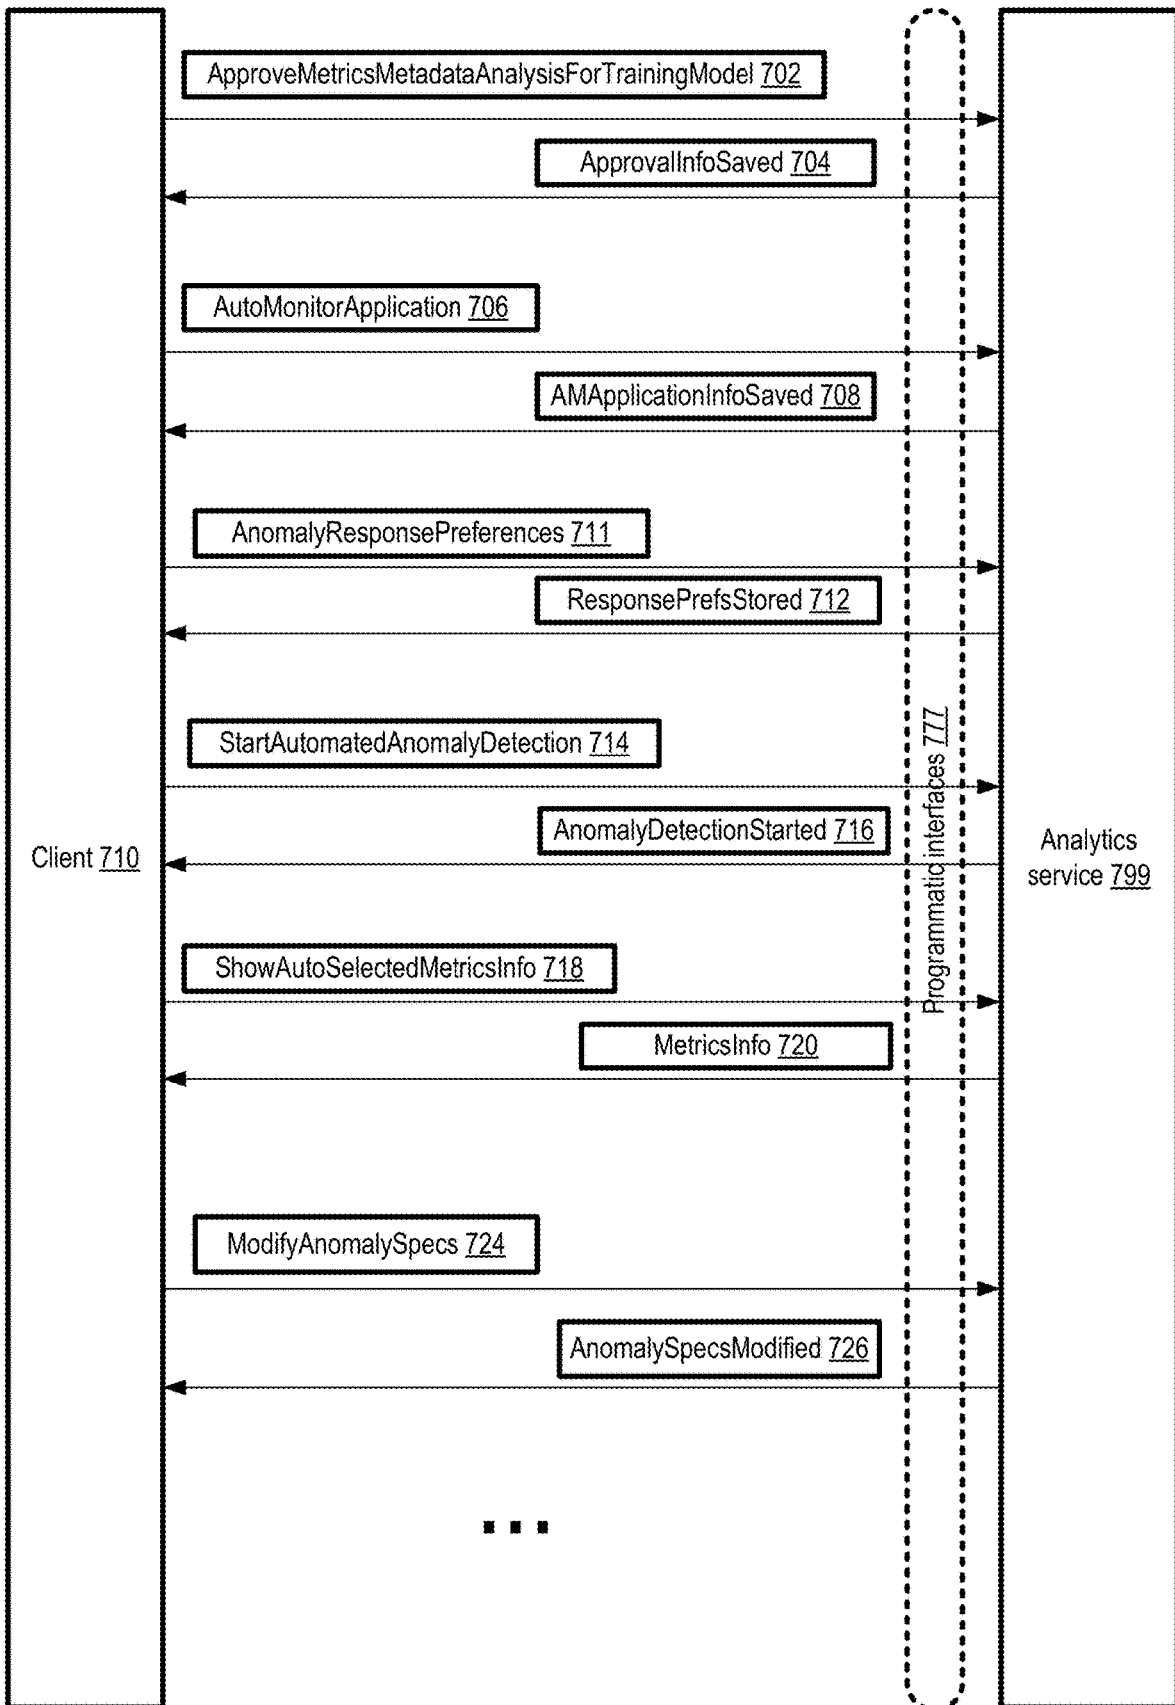 ApproveMetricsMetadataAnalysisForTrainingModel 702
ApprovalInfoSaved 704
AutoMonitorApplication 706
AMApplicationInfoSaved 708
AnomalyResponsePreferences 711
ResponsePrefsStored 712
StartAutomatedAnomalyDetection 714
AnomalyDetectionStarted 716
Client 710
Programmatic interfaces 777
Analytics
service 799
ShowAutoSelectedMetricsInfo 718
MetricsInfo 720
ModifyAnomalySpecs 724
AnomalySpecsModified 726
...